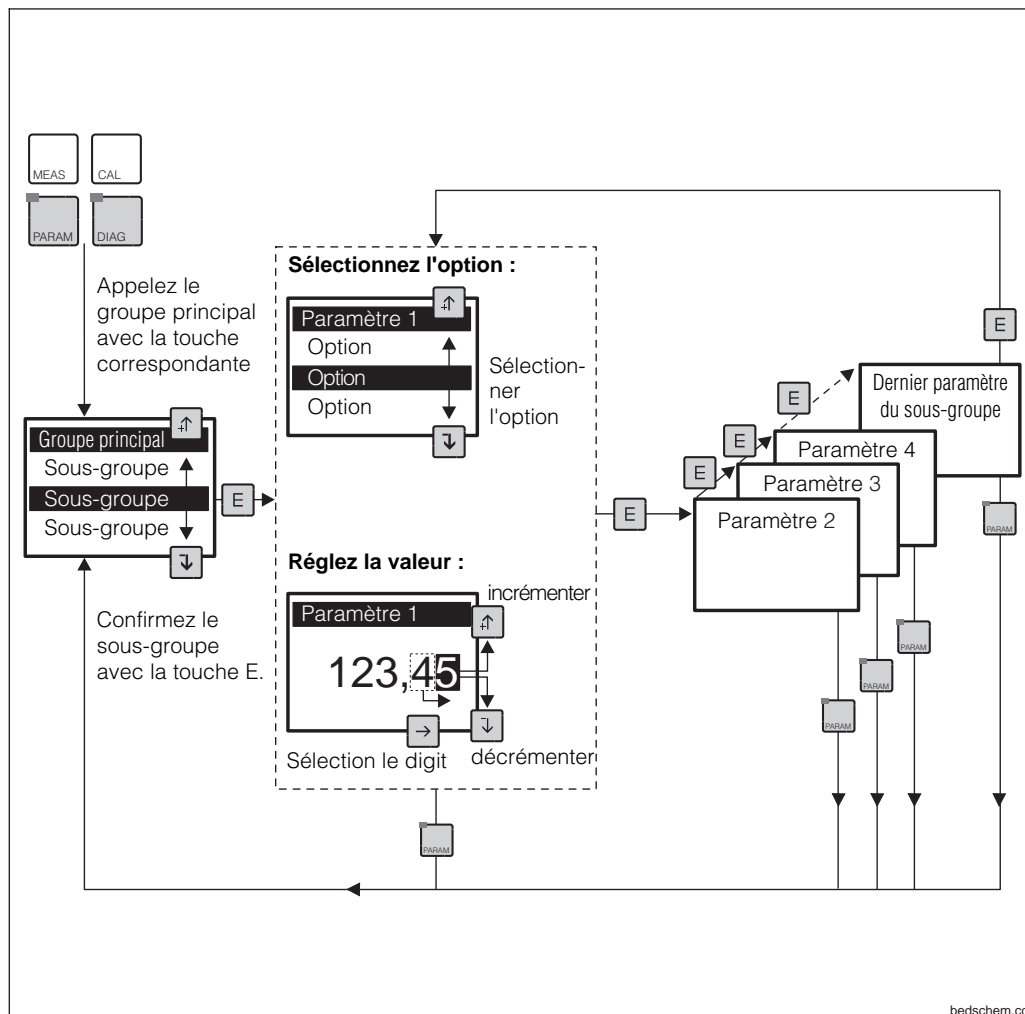 MEAS
CAL
PARAM
DIAG
Appelez le
groupe principal
avec la touche
correspondante
Groupe principal
Sous-groupe
Sous-groupe
Sous-groupe
E
Confirmez le
sous-groupe
avec la touche E.
Sélectionnez l'option :
Paramètre 1
Option
Option
Option
Sélection-
ner
l'option
Réglez la valeur :
incrémenter
Paramètre 1
123,45
Sélection le digit
décrémenter
PARAM
E
E
E
E
E
Dernier paramètre
du sous-groupe
Paramètre 4
Paramètre 3
Paramètre 2
PARAM
PARAM
PARAM
PARAM